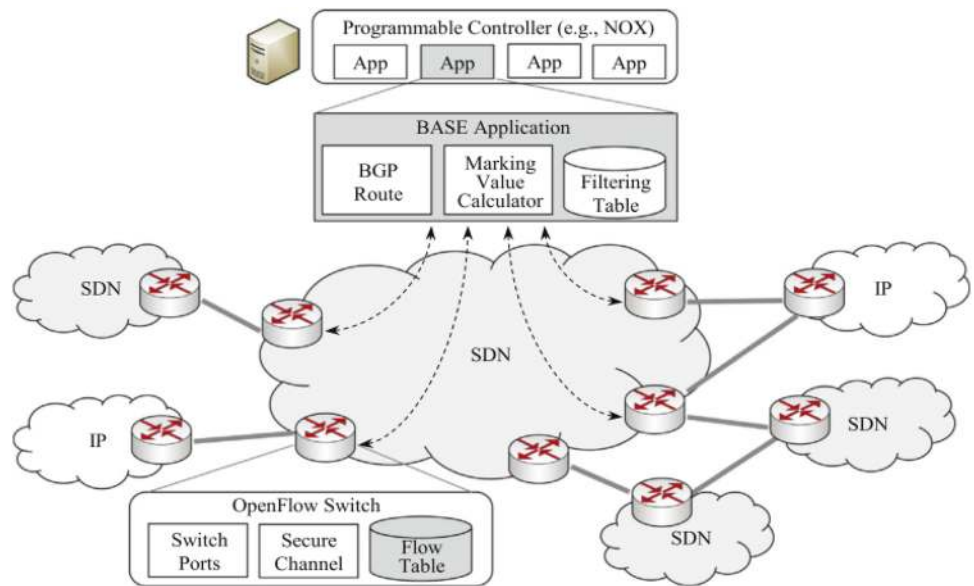 Programmable Controller (e.g., NOX)
App
App
App
App
BASE Application
BGP
Route
Marking
Value
Calculator
Filtering
Table
SDN
IP
SDN
IP
SDN
OpenFlow Switch
Switch
Ports
Secure
Channel
Flow
Table
SDN